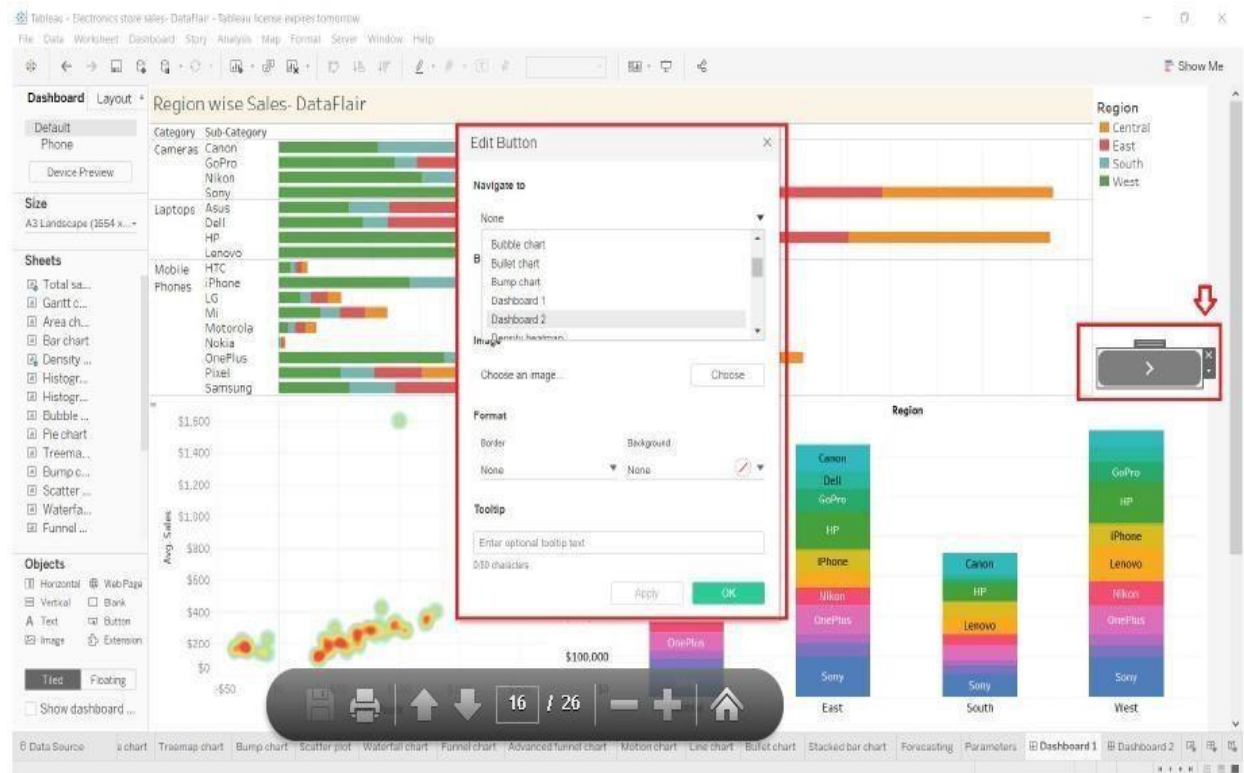 Tableau - Electronics store sales- DataFlair - Tableau license expires tomorrow
File Data Worksheet Dashboard Story Analysis Map Format Server Window Help
Show Me
Dashboard Layout
Default
Phone
Device Preview
Size
A3 Landscape (1654 x...
Sheets
Total sa...
Gantt c...
Area ch...
Bar chart
Density ...
Histogr...
Histogr...
Bubble ...
Pie chart
Treema...
Bump c...
Scatter ...
Waterfa...
Funnel ...
Objects
Horizontal Web Page
Vertical Blank
A Text Button
Image Extension
Tiled Floating
Show dashboard ...
Region wise Sales- DataFlair
Category Sub-Category
Cameras Canon
GoPro
Nikon
Sony
Laptops Asus
Dell
HP
Lenovo
Mobile Phones HTC
iPhone
LG
Mi
Motorola
Nokia
OnePlus
Pixel
Samsung
Region
Central
East
South
West
Edit Button
Navigate to
None
B
Bubble chart
Bullet chart
Bump chart
Dashboard 1
Dashboard 2
Density heatmap
Image
Choose an image...
Choose
Format
Border Background
None None
Tooltip
Enter optional tooltip text
0/80 characters
Apply OK
Avg. Sales
$1,600
$1,400
$1,200
$1,000
$800
$600
$400
$200
$0
-$50
Region
$100,000
OnePlus
Canon
Dell
GoPro
HP
iPhone
Nikon
OnePlus
Sony
East
Canon
HP
Lenovo
Sony
South
GoPro
HP
iPhone
Lenovo
Nikon
OnePlus
Sony
West
16 / 26
Data Source Treemap chart Bump chart Scatter plot Waterfall chart Funnel chart Advanced funnel chart Motion chart Line chart Bullet chart Stacked bar chart Forecasting Parameters Dashboard 1 Dashboard 2